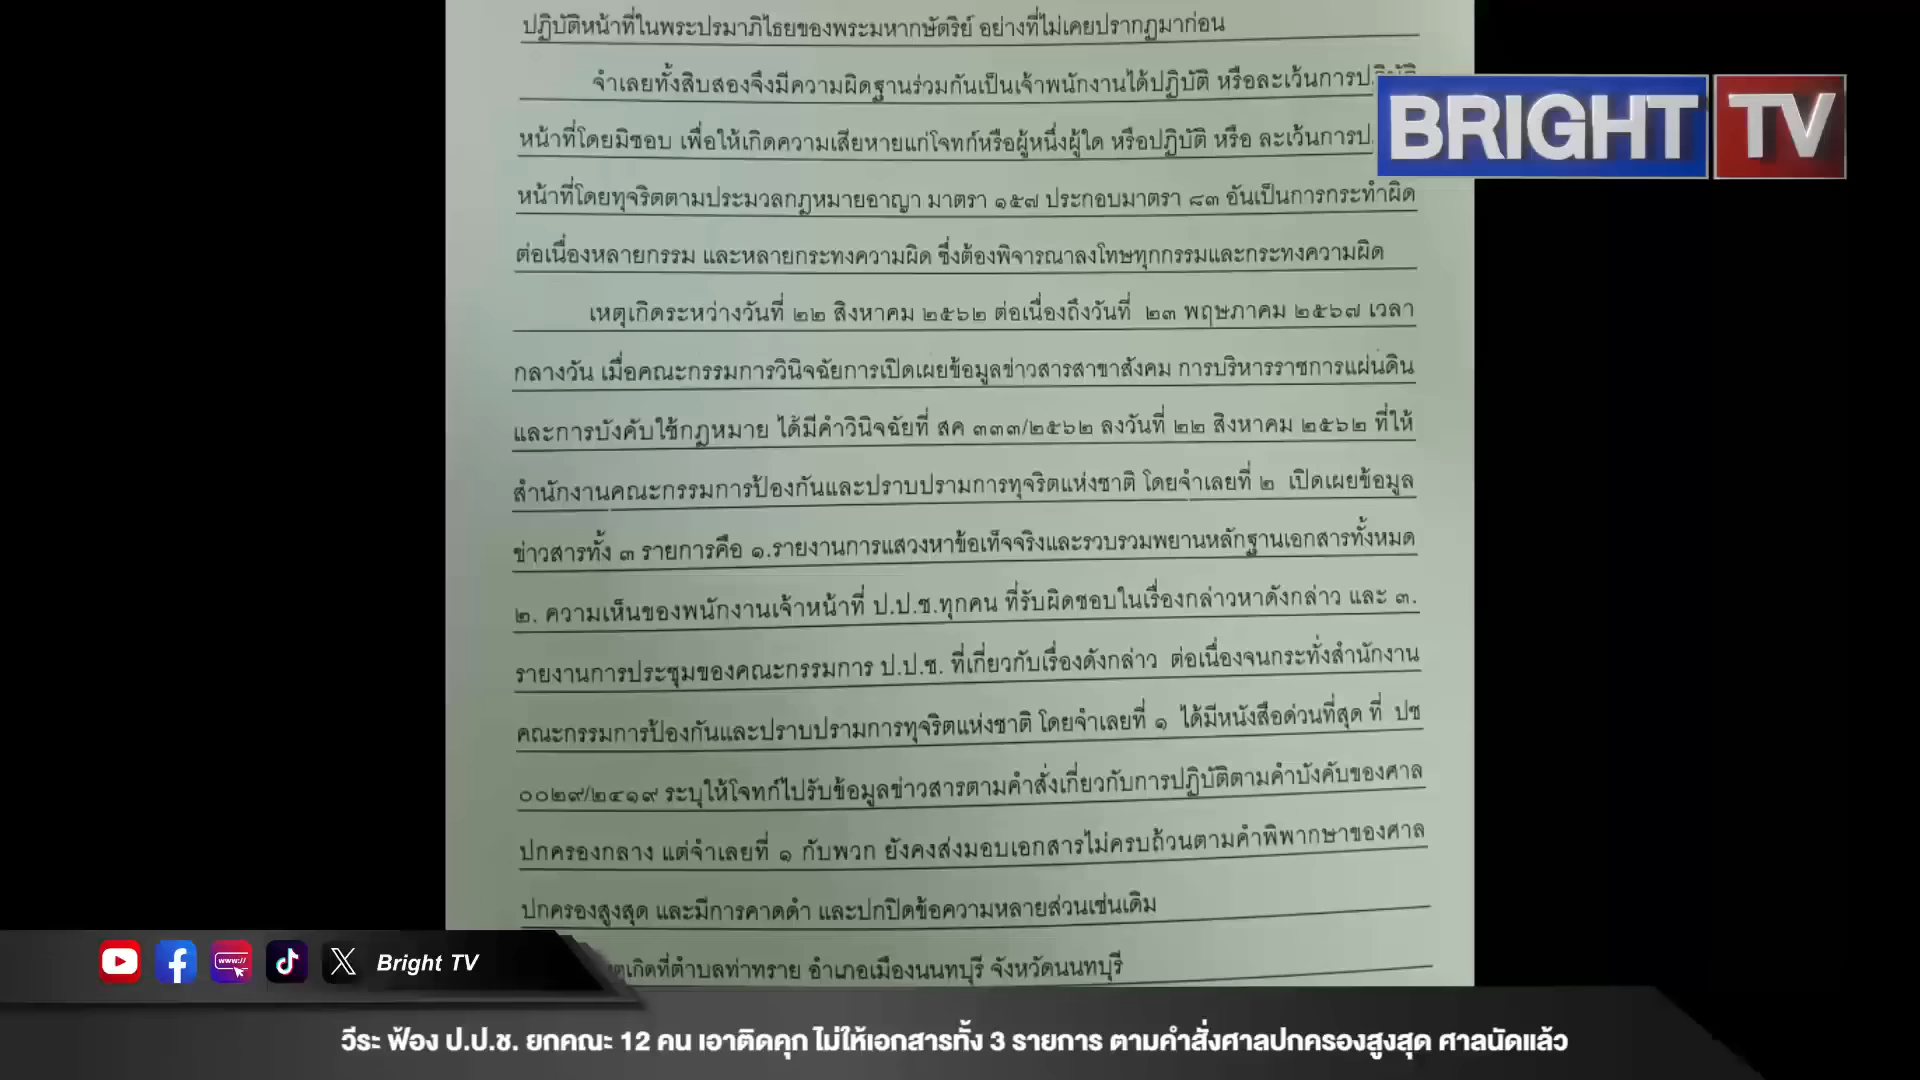 ปฏิบัติหน้าที่ในพระปรมาภิไธยของพระมหากษัตริย์ อย่างที่ไม่เคยปรากฏมาก่อน
จำเลยทั้งสิบสองจึงมีความผิดฐานร่วมกันเป็นเจ้าพนักงานได้ปฏิบัติ หรือละเว้นการปฏิบัติ
หน้าที่โดยมิชอบ เพื่อให้เกิดความเสียหายแก่โจทก์หรือผู้หนึ่งผู้ใด หรือปฏิบัติ หรือ ละเว้นการป
หน้าที่โดยทุจริตตามประมวลกฎหมายอาญา มาตรา ๑๕๗ ประกอบมาตรา ๘๓ อันเป็นการกระทำผิด
ต่อเนื่องหลายกรรม และหลายกระทงความผิด ซึ่งต้องพิจารณาลงโทษทุกกรรมและกระทงความผิด
เหตุเกิดระหว่างวันที่ ๒๒ สิงหาคม ๒๕๖๒ ต่อเนื่องถึงวันที่ ๒๓ พฤษภาคม ๒๕๖๗ เวลา
กลางวัน เมื่อคณะกรรมการวินิจฉัยการเปิดเผยข้อมูลข่าวสารสาขาสังคม การบริหารราชการแผ่นดิน
และการบังคับใช้กฎหมาย ได้มีคำวินิจฉัยที่ สค ๓๓๓/๒๕๖๒ ลงวันที่ ๒๒ สิงหาคม ๒๕๖๒ ที่ให้
สำนักงานคณะกรรมการป้องกันและปราบปรามการทุจริตแห่งชาติ โดยจำเลยที่ ๒ เปิดเผยข้อมูล
ข่าวสารทั้ง ๓ รายการคือ ๑.รายงานการแสวงหาข้อเท็จจริงและรวบรวมพยานหลักฐานเอกสารทั้งหมด
๒. ความเห็นของพนักงานเจ้าหน้าที่ ป.ป.ช.ทุกคน ที่รับผิดชอบในเรื่องกล่าวหาดังกล่าว และ ๓.
รายงานการประชุมของคณะกรรมการ ป.ป.ช. ที่เกี่ยวกับเรื่องดังกล่าว ต่อเนื่องจนกระทั่งสำนักงาน
คณะกรรมการป้องกันและปราบปรามการทุจริตแห่งชาติ โดยจำเลยที่ ๑ ได้มีหนังสือด่วนที่สุด ที่ ปช
๐๐๒๙/๒๔๑๙ ระบุให้โจทก์ไปรับข้อมูลข่าวสารตามคำสั่งเกี่ยวกับการปฏิบัติตามคำบังคับของศาล
ปกครองกลาง แต่จำเลยที่ ๑ กับพวก ยังคงส่งมอบเอกสารไม่ครบถ้วนตามคำพิพากษาของศาล
ปกครองสูงสุด และมีการคาดดำ และปกปิดข้อความหลายส่วนเช่นเดิม
ตุเกิดที่ตำบลท่าทราย อำเภอเมืองนนทบุรี จังหวัดนนทบุรี
BRIGHT TV
www://
Bright TV
วีระ ฟ้อง ป.ป.ช. ยกคณะ 12 คน เอาติดคุก ไม่ให้เอกสารทั้ง 3 รายการ ตามคำสั่งศาลปกครองสูงสุด ศาลนัดแล้ว